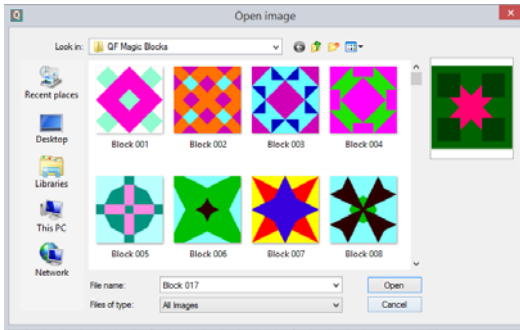 Q
Open image
Look in: QF Magic Blocks
Recent places
Desktop
Libraries
This PC
Network
Block 001 Block 002 Block 003 Block 004
Block 005 Block 006 Block 007 Block 008
File name: Block 017 Open
Files of type: All Images Cancel